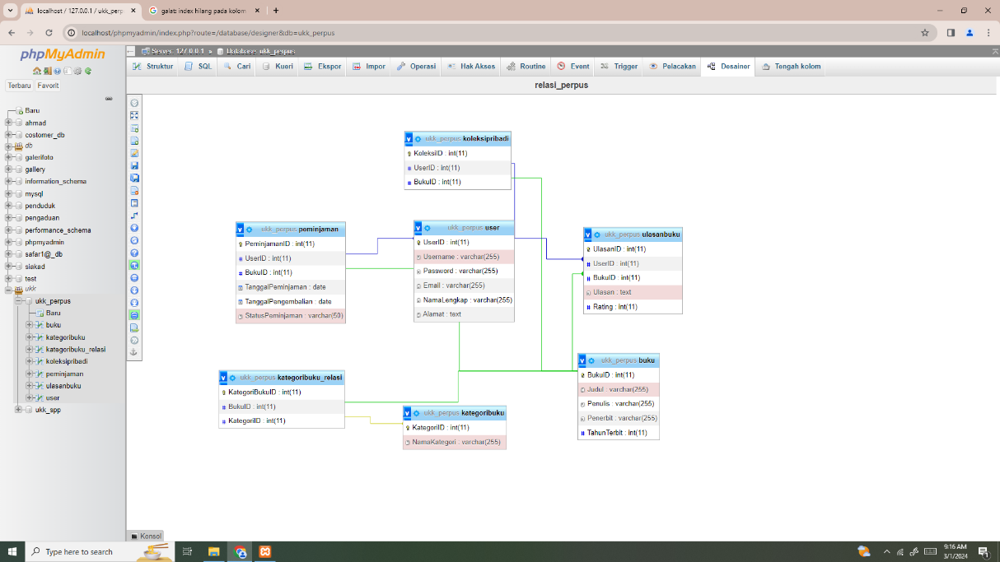 localhost / 127.0.0.1 / ukk_perp
galat: index hilang pada kolom
localhost/phpmyadmin/index.php?route=/database/designer&db=ukk_perpus
phpMyAdmin
Terbaru Favorit
Baru
ahmad
costomer_db
db
galerifoto
gallery
information_schema
mysql
penduduk
pengaduan
performance_schema
phpmyadmin
safar1@_db
siakad
test
ukk
ukk_perpus
Baru
buku
kategoribuku
kategoribuku_relasi
koleksipribadi
peminjaman
ulasanbuku
user
ukk_spp
Server: 127.0.0.1 » Database: ukk_perpus
Struktur SQL Cari Kueri Ekspor Impor Operasi Hak Akses Routine Event Trigger Pelacakan Desainer Tengah kolom
relasi_perpus
ukk_perpus koleksipribadi
KoleksiID : int(11)
UserID : int(11)
BukuID : int(11)
ukk_perpus peminjaman
PeminjamanID : int(11)
UserID : int(11)
BukuID : int(11)
TanggalPeminjaman : date
TanggalPengembalian : date
StatusPeminjaman : varchar(50)
ukk_perpus user
UserID : int(11)
Username : varchar(255)
Password : varchar(255)
Email : varchar(255)
NamaLengkap : varchar(255)
Alamat : text
ukk_perpus ulasanbuku
UlasanID : int(11)
UserID : int(11)
BukuID : int(11)
Ulasan : text
Rating : int(11)
ukk_perpus kategoribuku_relasi
KategoriBukuID : int(11)
BukuID : int(11)
KategoriID : int(11)
ukk_perpus kategoribuku
KategoriID : int(11)
NamaKategori : varchar(255)
ukk_perpus buku
BukuID : int(11)
Judul : varchar(255)
Penulis : varchar(255)
Penerbit : varchar(255)
TahunTerbit : int(11)
Konsol
Type here to search
9:16 AM
3/1/2024
1